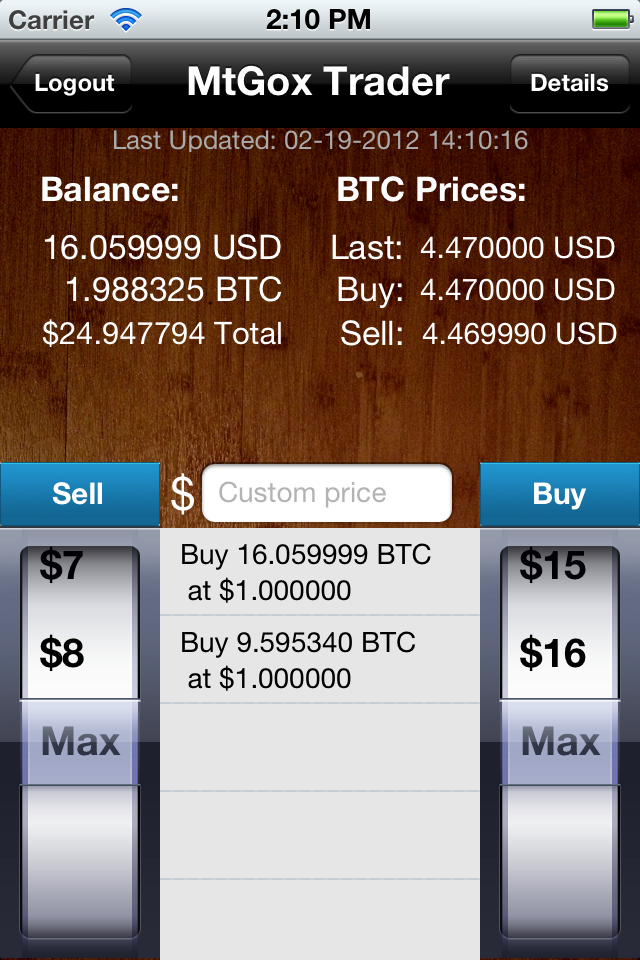 Carrier 2:10 PM
Logout MtGox Trader Details
Last Updated: 02-19-2012 14:10:16
Balance: BTC Prices:
16.059999 USD Last: 4.470000 USD
1.988325 BTC Buy: 4.470000 USD
$24.947794 Total Sell: 4.469990 USD
Sell $ Custom price Buy
$7 Buy 16.059999 BTC $15
at $1.000000
$8 Buy 9.595340 BTC $16
at $1.000000
Max Max